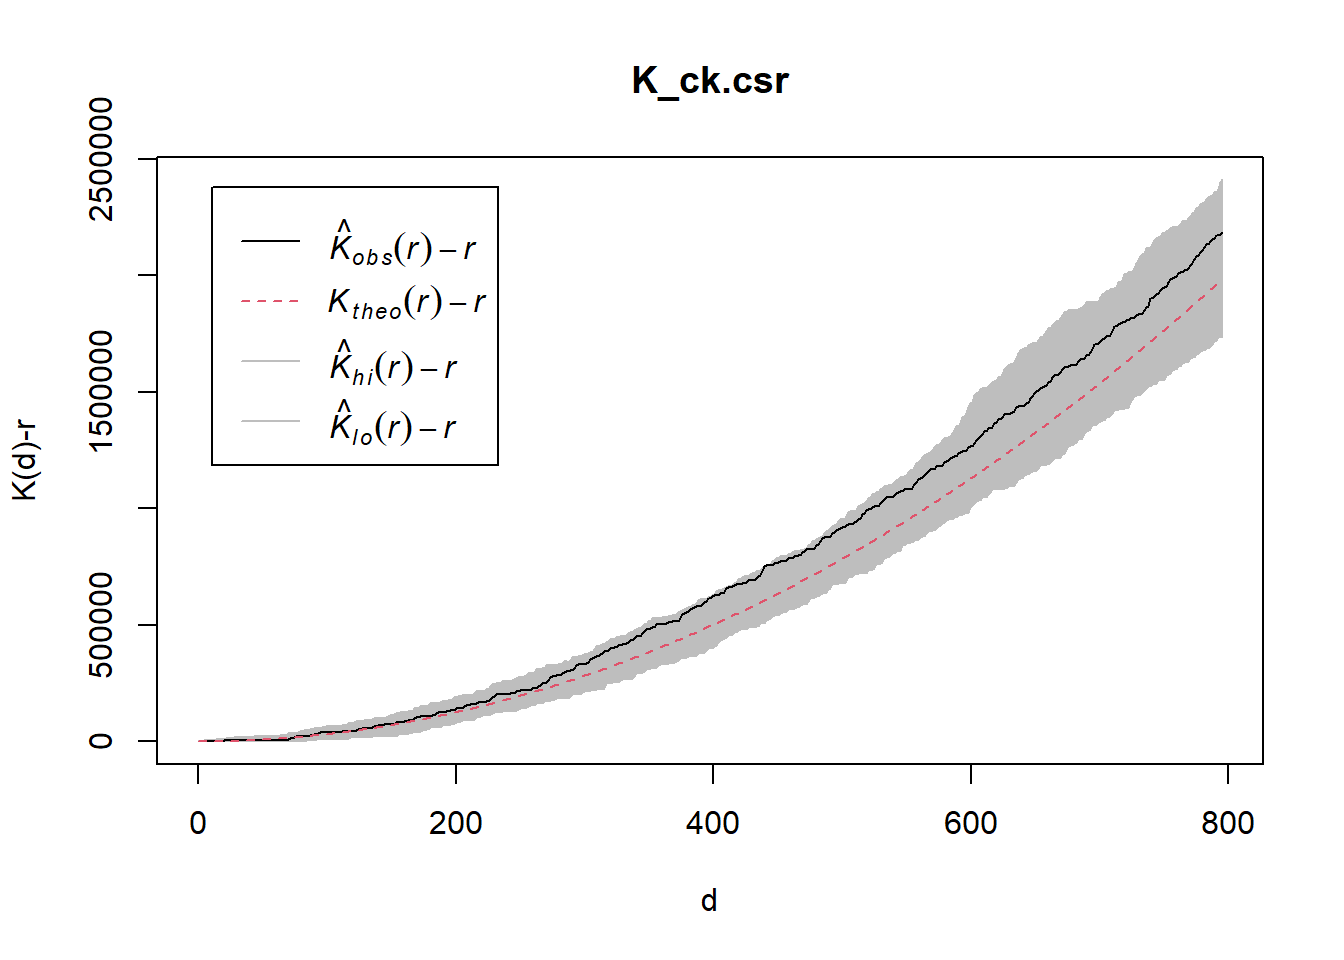 K_ck.csr
K̂obs(r) − r
Ktheo(r) − r
K̂hi(r) − r
K̂lo(r) − r
K(d)-r
2500000
1500000
500000
0
0 200 400 600 800
d